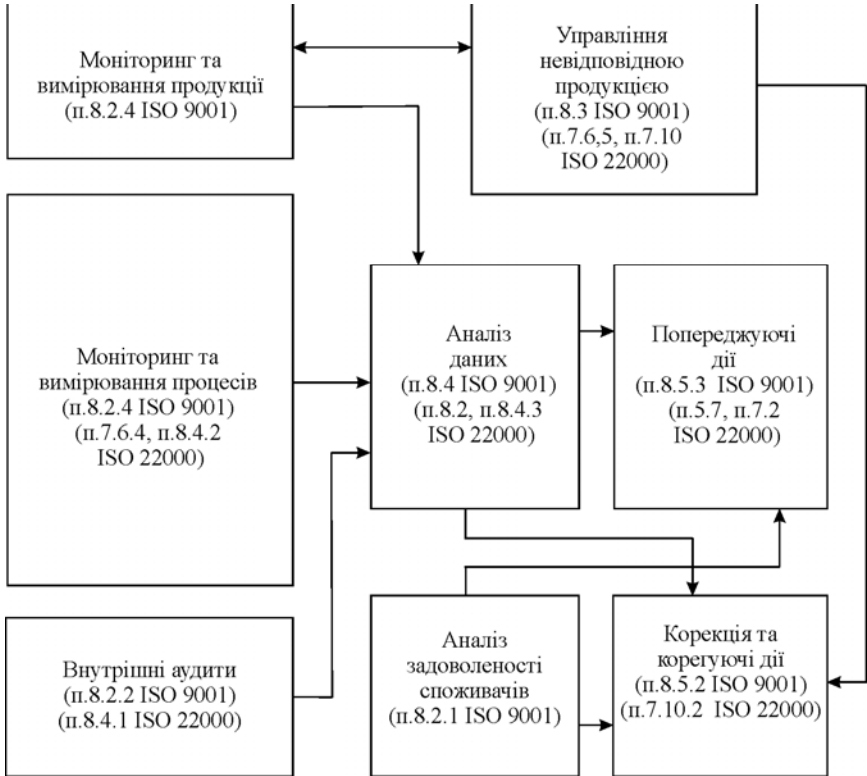 Моніторинг та
вимірювання продукції
(п.8.2.4 ISO 9001)
Управління
невідповідною
продукцією
(п.8.3 ISO 9001)
(п.7.6,5, п.7.10
ISO 22000)
Моніторинг та
вимірювання процесів
(п.8.2.4 ISO 9001)
(п.7.6.4, п.8.4.2
ISO 22000)
Аналіз
даних
(п.8.4 ISO 9001)
(п.8.2, п.8.4.3
ISO 22000)
Попереджуючі
дії
(п.8.5.3 ISO 9001)
(п.5.7, п.7.2
ISO 22000)
Внутрішні аудити
(п.8.2.2 ISO 9001)
(п.8.4.1 ISO 22000)
Аналіз
задоволеності
споживачів
(п.8.2.1 ISO 9001)
Корекція та
корегуючі дії
(п.8.5.2 ISO 9001)
(п.7.10.2 ISO 22000)